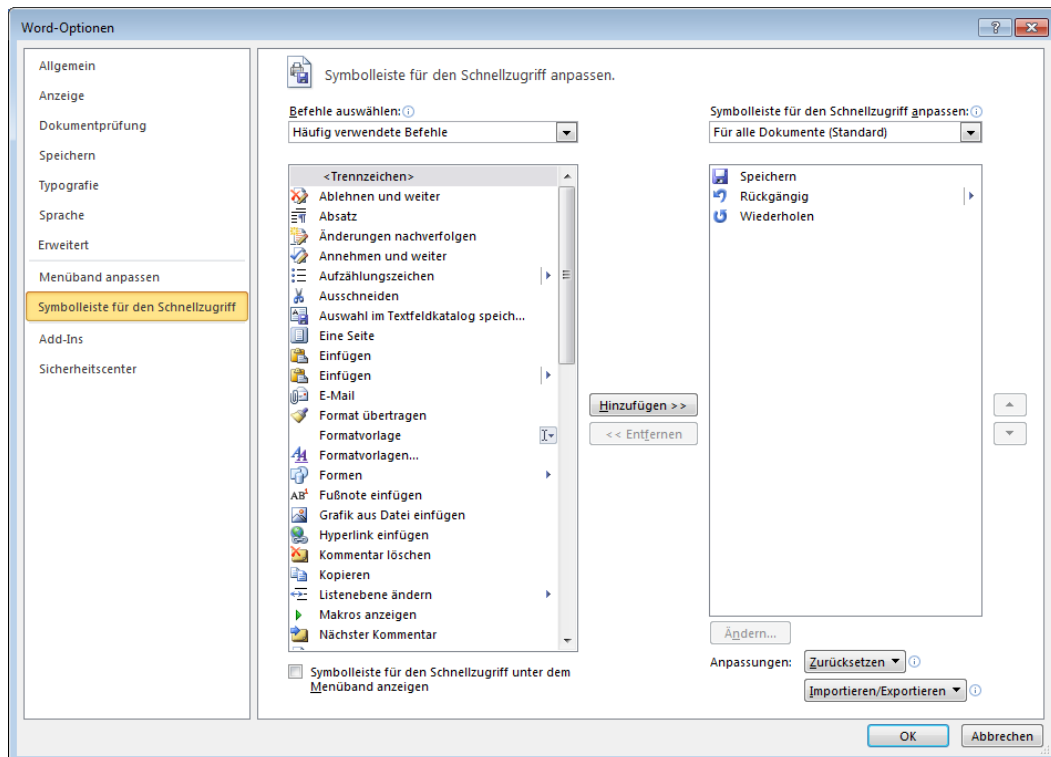 Word-Optionen
Allgemein
Anzeige
Dokumentprüfung
Speichern
Typografie
Sprache
Erweitert
Menüband anpassen
Symbolleiste für den Schnellzugriff
Add-Ins
Sicherheitscenter
Symbolleiste für den Schnellzugriff anpassen.
Befehle auswählen:
Häufig verwendete Befehle
<Trennzeichen>
Ablehnen und weiter
Absatz
Änderungen nachverfolgen
Annehmen und weiter
Aufzählungszeichen
Ausschneiden
Auswahl im Textfeldkatalog speich...
Eine Seite
Einfügen
Einfügen
E-Mail
Format übertragen
Formatvorlage
Formatvorlagen...
Formen
Fußnote einfügen
Grafik aus Datei einfügen
Hyperlink einfügen
Kommentar löschen
Kopieren
Listenebene ändern
Makros anzeigen
Nächster Kommentar
Symbolleiste für den Schnellzugriff unter dem
Menüband anzeigen
Hinzufügen >>
<< Entfernen
Symbolleiste für den Schnellzugriff anpassen:
Für alle Dokumente (Standard)
Speichern
Rückgängig
Wiederholen
Ändern...
Anpassungen:
Zurücksetzen
Importieren/Exportieren
OK
Abbrechen